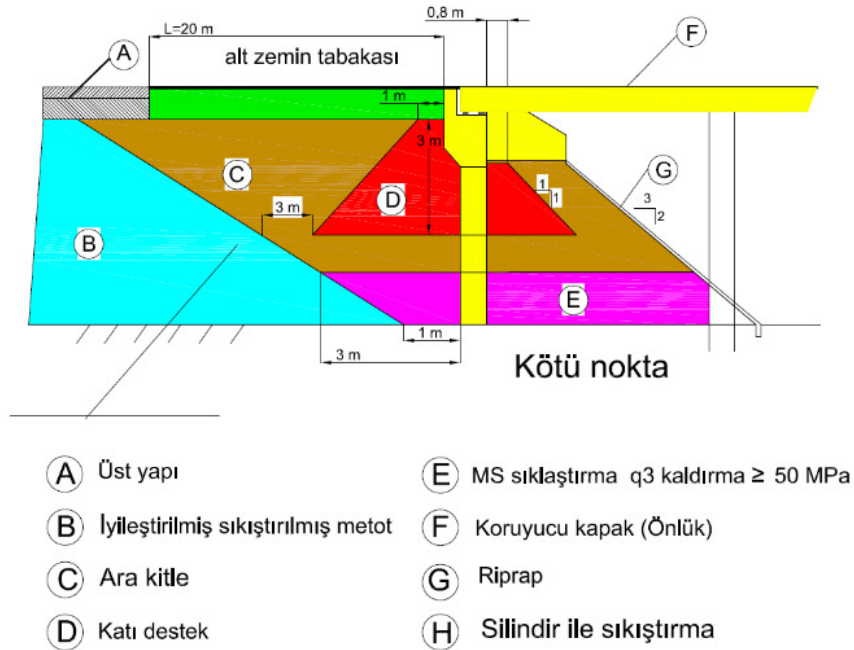 0,8 m
L=20 m
A
alt zemin tabakası
F
1 m
3 m
C
D
1
1
G
3
2
3 m
B
E
1 m
3 m
Kötü nokta
A Üst yapı
B İyileştirilmiş sıkıştırılmış metot
C Ara kitle
D Katı destek
E MS sıklaştırma q3 kaldırma ≥ 50 MPa
F Koruyucu kapak (Önlük)
G Riprap
H Silindir ile sıkıştırma